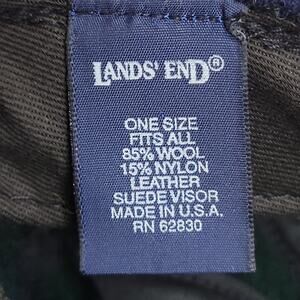 LANDS' END®
ONE SIZE
FITS ALL
85% WOOL
15% NYLON
LEATHER
SUEDE VISOR
MADE IN U.S.A.
RN 62830